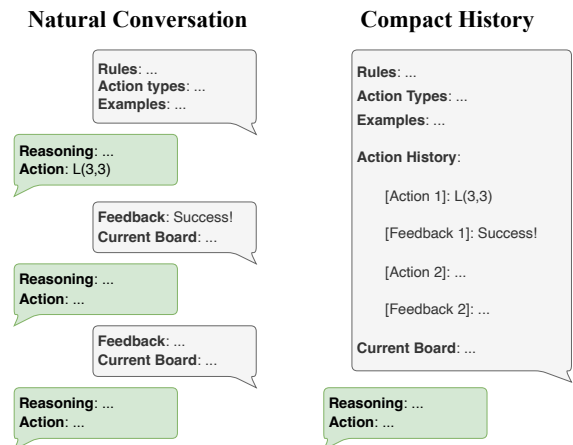 Natural Conversation
Rules: ...
Action types: ...
Examples: ...
Reasoning: ...
Action: L(3,3)
Feedback: Success!
Current Board: ...
Reasoning: ...
Action: ...
Feedback: ...
Current Board: ...
Reasoning: ...
Action: ...
Compact History
Rules: ...
Action Types: ...
Examples: ...
Action History:
[Action 1]: L(3,3)
[Feedback 1]: Success!
[Action 2]: ...
[Feedback 2]: ...
Current Board: ...
Reasoning: ...
Action: ...